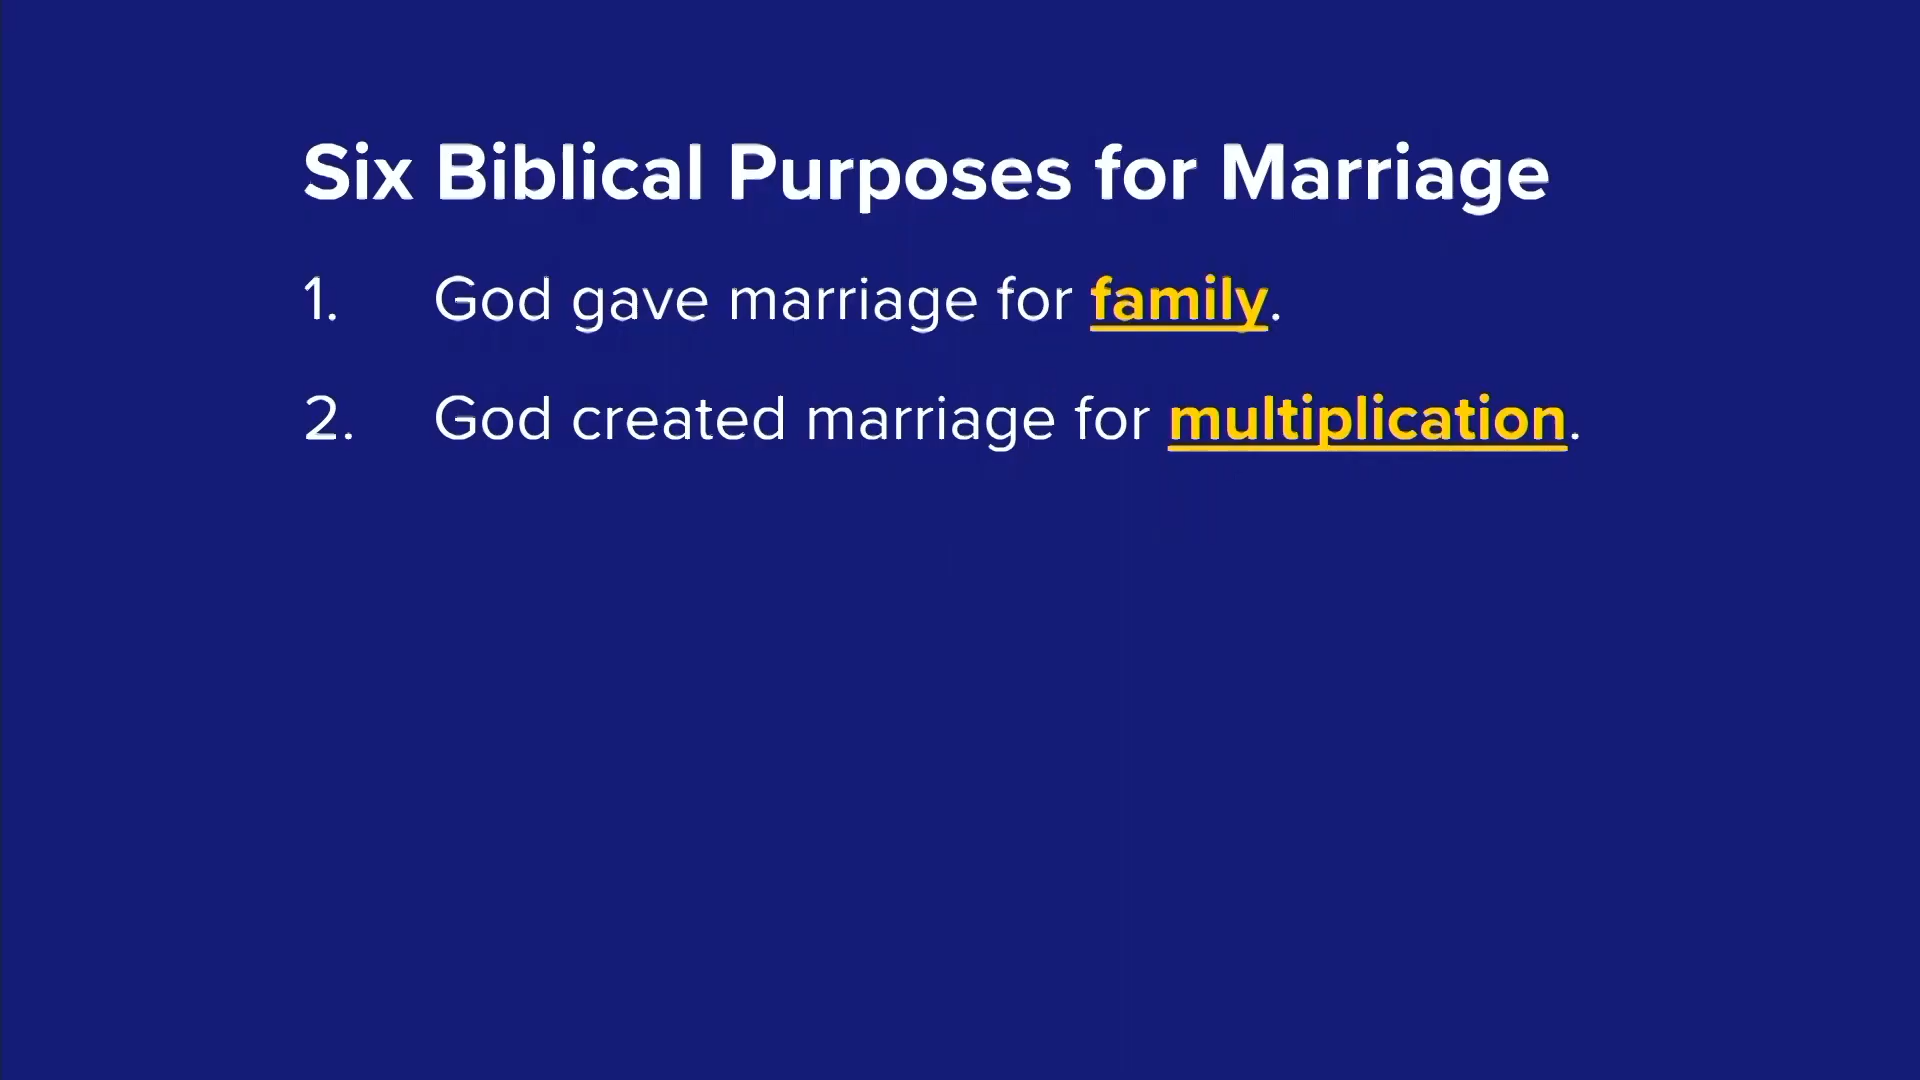 Six Biblical Purposes for Marriage
1. God gave marriage for family.
2. God created marriage for multiplication.